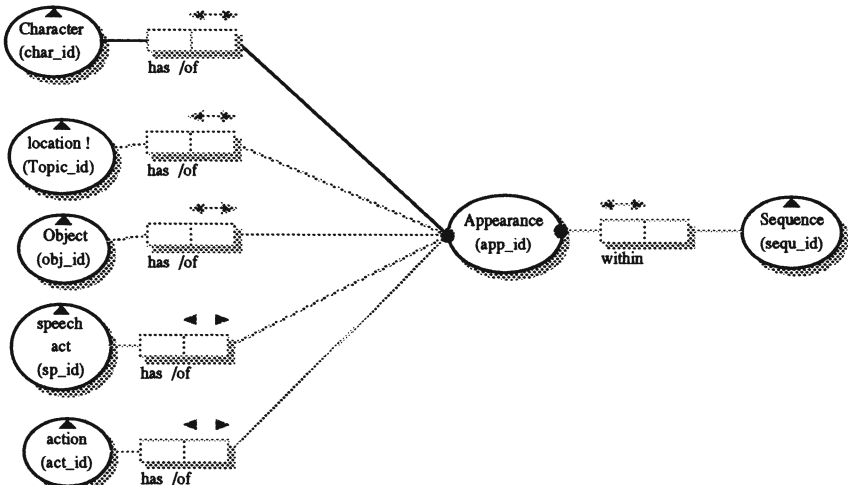 Character
(char_id)
has /of
location !
(Topic_id)
has /of
Object
(obj_id)
has /of
speech
act
(sp_id)
has /of
action
(act_id)
has /of
Appearance
(app_id)
within
Sequence
(sequ_id)